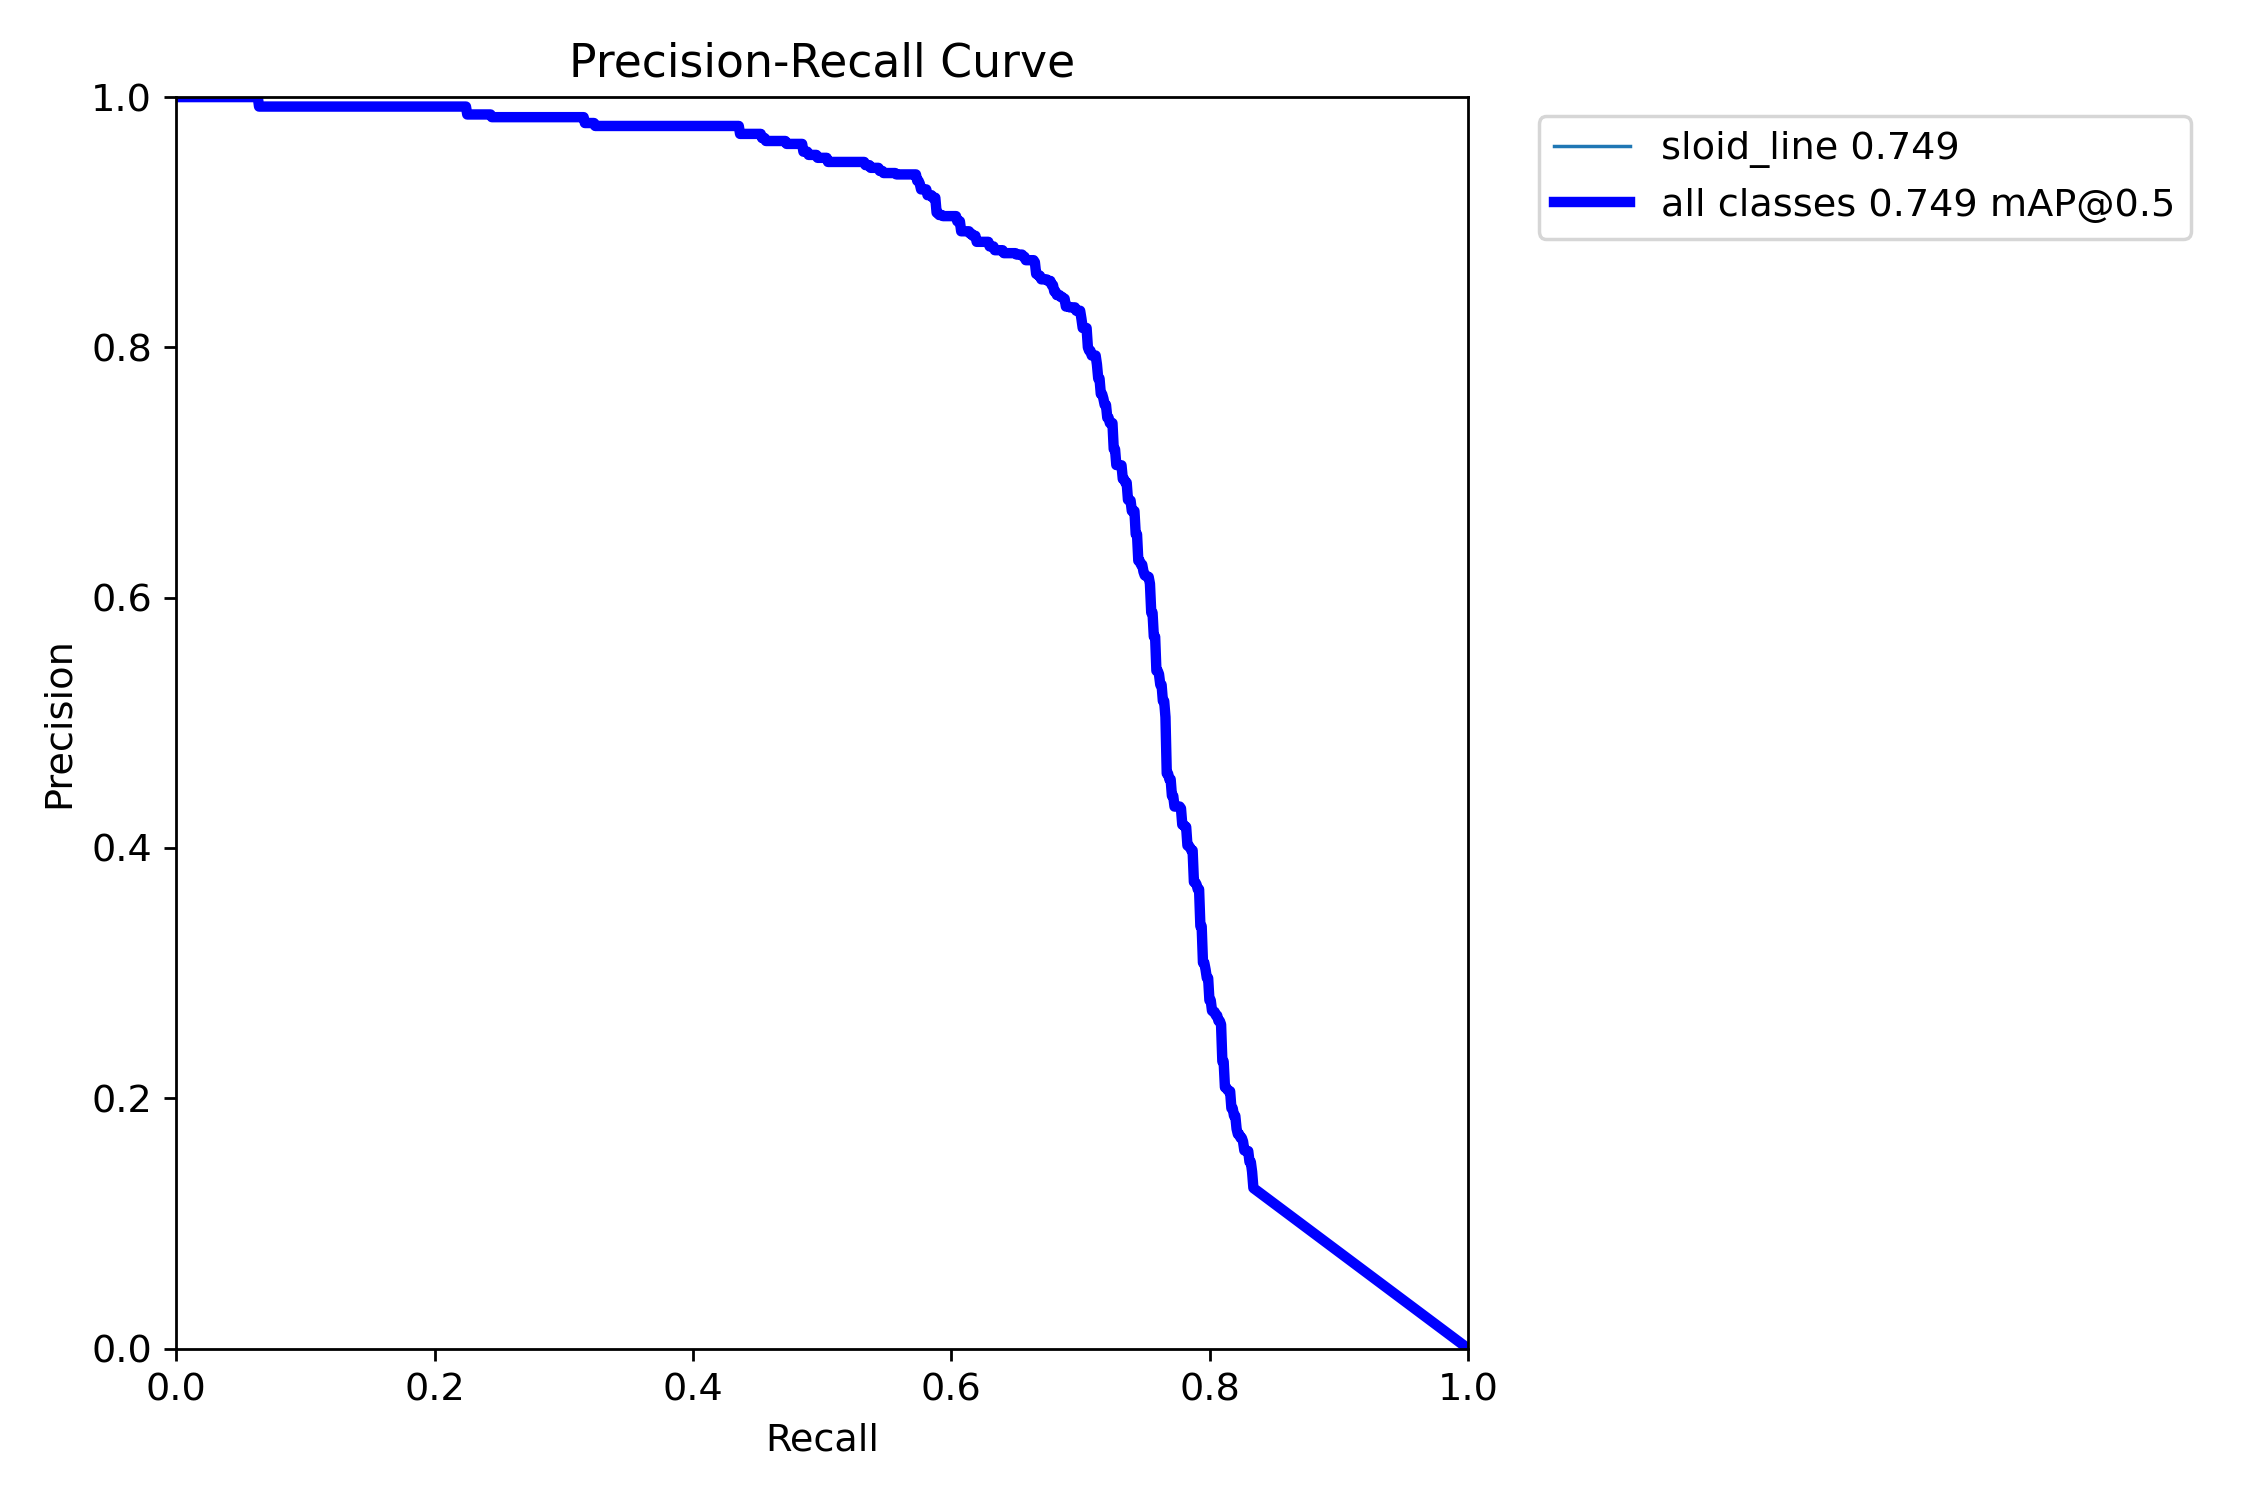 Precision-Recall Curve
1.0
0.8
0.6
0.4
0.2
0.0
Precision
0.0 0.2 0.4 0.6 0.8 1.0
Recall
sloid_line 0.749
all classes 0.749 mAP@0.5